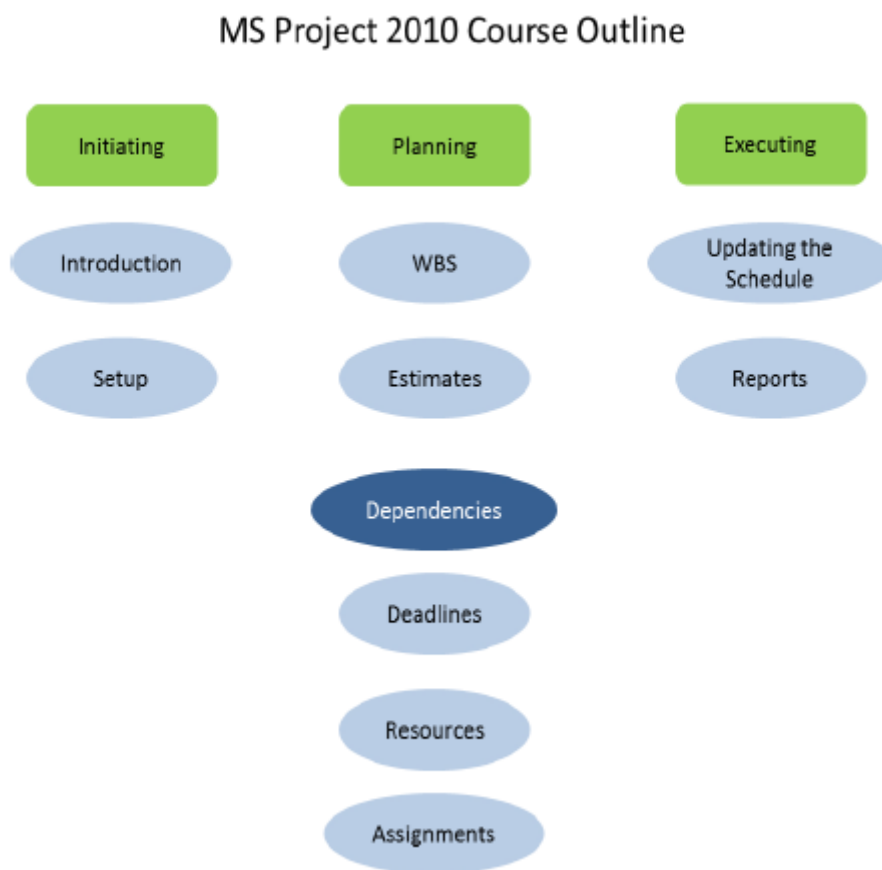 MS Project 2010 Course Outline
Initiating
Planning
Executing
Introduction
WBS
Updating the
Schedule
Setup
Estimates
Reports
Dependencies
Deadlines
Resources
Assignments